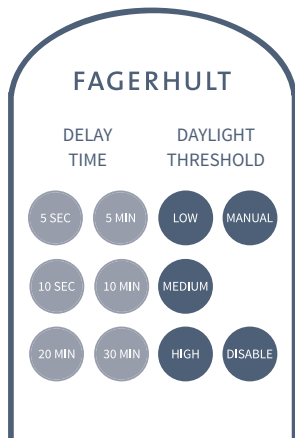 FAGERHULT
DELAY
TIME
DAYLIGHT
THRESHOLD
5 SEC 5 MIN LOW MANUAL
10 SEC 10 MIN MEDIUM
20 MIN 30 MIN HIGH DISABLE